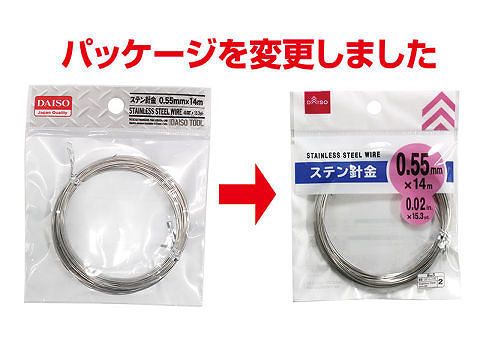 パッケージを変更しました
DAISO
Japan Quality
ステン針金 0.55mm×14m
STAINLESS STEEL WIRE
DAISO TOOL
DAISO
STAINLESS STEEL WIRE
ステン針金
0.55mm
×14m
0.02in.
×15.3yd.
2